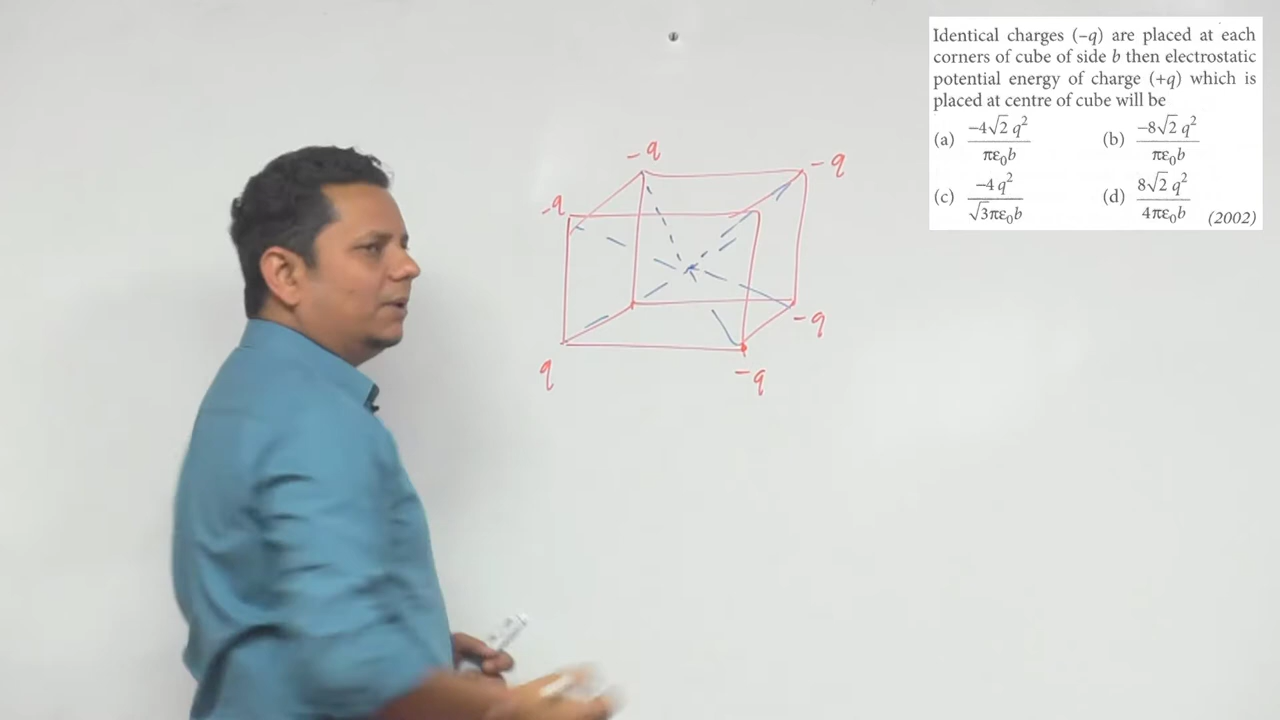 Identical charges (–q) are placed at each
corners of cube of side b then electrostatic
potential energy of charge (+q) which is
placed at centre of cube will be
(a) –4√2 q² / πε₀b (b) –8√2 q² / πε₀b
(c) –4 q² / √3πε₀b (d) 8√2 q² / 4πε₀b (2002)
-q
-q
-q
-q
q
-q